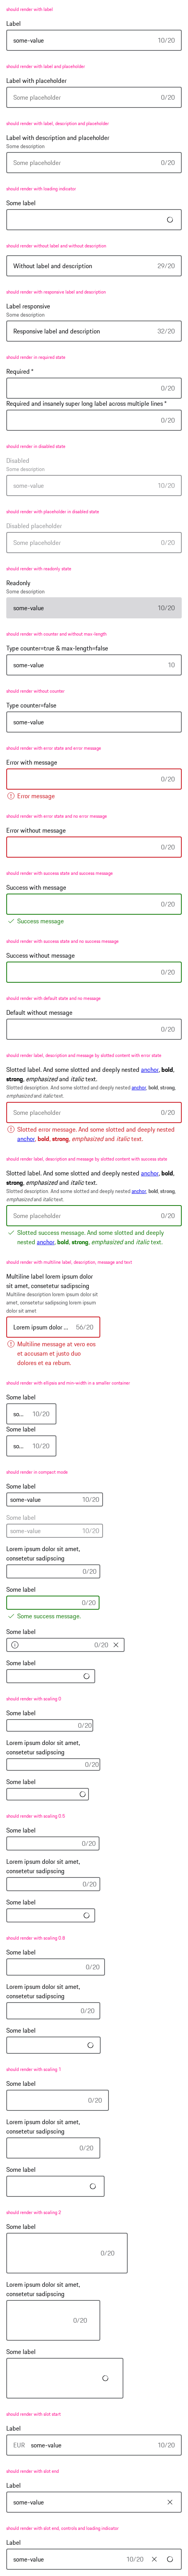 should render with label
Label
some-value 10/20
should render with label and placeholder
Label with placeholder
Some placeholder 0/20
should render with label, description and placeholder
Label with description and placeholder
Some description
Some placeholder 0/20
should render with loading indicator
Some label
should render without label and without description
Without label and description 29/20
should render with responsive label and description
Label responsive
Some description
Responsive label and description 32/20
should render in required state
Required *
0/20
Required and insanely super long label across multiple lines *
0/20
should render in disabled state
Disabled
Some description
some-value 10/20
should render with placeholder in disabled state
Disabled placeholder
Some placeholder 0/20
should render with readonly state
Readonly
Some description
some-value 10/20
should render with counter and without max-length
Type counter=true & max-length=false
some-value 10
should render without counter
Type counter=false
some-value
should render with error state and error message
Error with message
0/20
Error message
should render with error state and no error message
Error without message
0/20
should render with success state and success message
Success with message
0/20
Success message
should render with success state and no success message
Success without message
0/20
should render with default state and no message
Default without message
0/20
should render label, description and message by slotted content with error state
Slotted label. And some slotted and deeply nested anchor, bold,
strong, emphasized and italic text.
Slotted description. And some slotted and deeply nested anchor, bold, strong,
emphasized and italic text.
Some placeholder 0/20
Slotted error message. And some slotted and deeply nested
anchor, bold, strong, emphasized and italic text.
should render label, description and message by slotted content with success state
Slotted label. And some slotted and deeply nested anchor, bold,
strong, emphasized and italic text.
Slotted description. And some slotted and deeply nested anchor, bold, strong,
emphasized and italic text.
Some placeholder 0/20
Slotted success message. And some slotted and deeply
nested anchor, bold, strong, emphasized and italic text.
should render with multiline label, description, message and text
Multiline label lorem ipsum dolor
sit amet, consetetur sadipscing
Multiline description lorem ipsum dolor sit
amet, consetetur sadipscing lorem ipsum
dolor sit amet
Lorem ipsum dolor ... 56/20
Multiline message at vero eos
et accusam et justo duo
dolores et ea rebum.
should render with ellipsis and min-width in a smaller container
Some label
so... 10/20
Some label
so... 10/20
should render in compact mode
Some label
some-value 10/20
Some label
some-value 10/20
Lorem ipsum dolor sit amet,
consetetur sadipscing
0/20
Some label
0/20
Some success message.
Some label
0/20
Some label
should render with scaling 0
Some label
0/20
Lorem ipsum dolor sit amet,
consetetur sadipscing
0/20
Some label
should render with scaling 0.5
Some label
0/20
Lorem ipsum dolor sit amet,
consetetur sadipscing
0/20
Some label
should render with scaling 0.8
Some label
0/20
Lorem ipsum dolor sit amet,
consetetur sadipscing
0/20
Some label
should render with scaling 1
Some label
0/20
Lorem ipsum dolor sit amet,
consetetur sadipscing
0/20
Some label
should render with scaling 2
Some label
0/20
Lorem ipsum dolor sit amet,
consetetur sadipscing
0/20
Some label
should render with slot start
Label
EUR some-value 10/20
should render with slot end
Label
some-value
should render with slot end, controls and loading indicator
Label
some-value 10/20